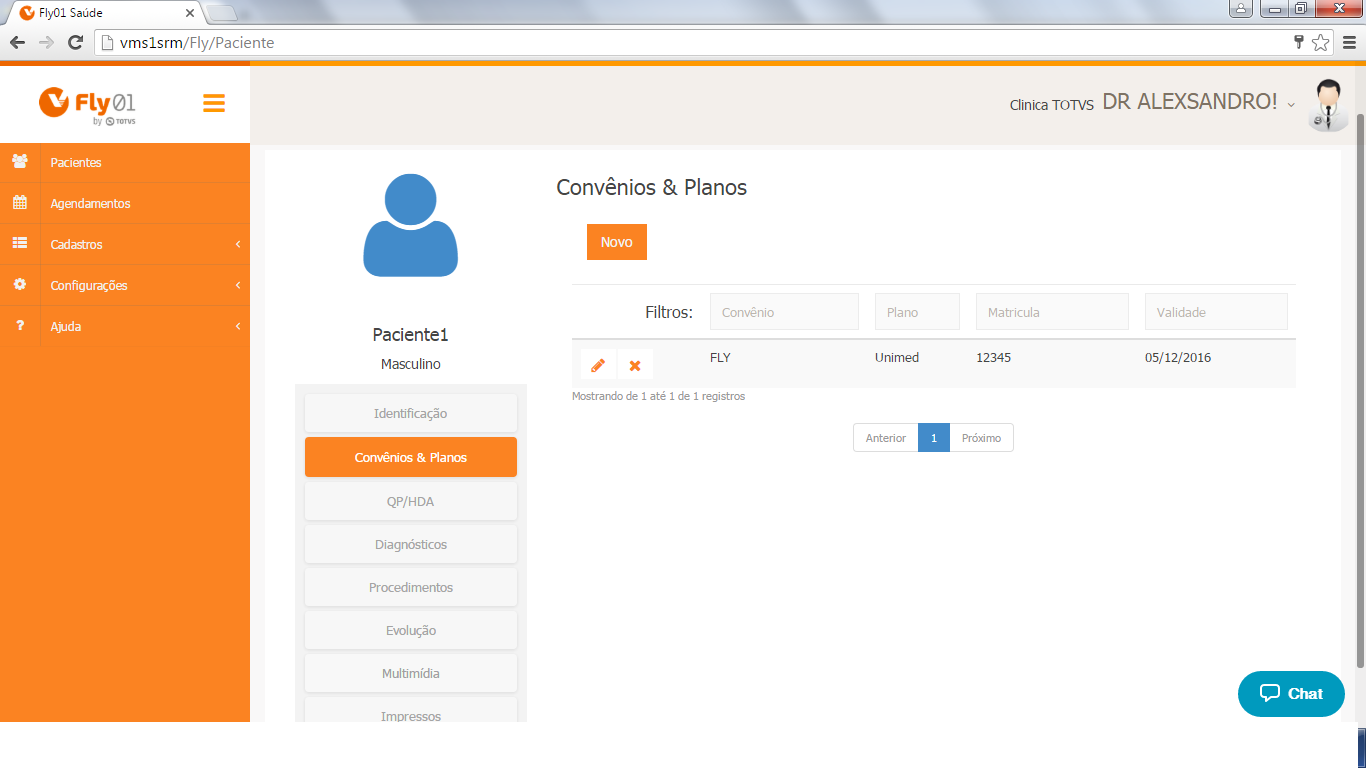 Fly01 Saúde
vms1srm/Fly/Paciente
Fly01
by TOTVS
Clinica TOTVS DR ALEXSANDRO!
Pacientes
Agendamentos
Cadastros
Configurações
Ajuda
Paciente1
Masculino
Identificação
Convênios & Planos
QP/HDA
Diagnósticos
Procedimentos
Evolução
Multimídia
Impressos
Convênios & Planos
Novo
Filtros: Convênio Plano Matricula Validade
FLY Unimed 12345 05/12/2016
Mostrando de 1 até 1 de 1 registros
Anterior 1 Próximo
Chat